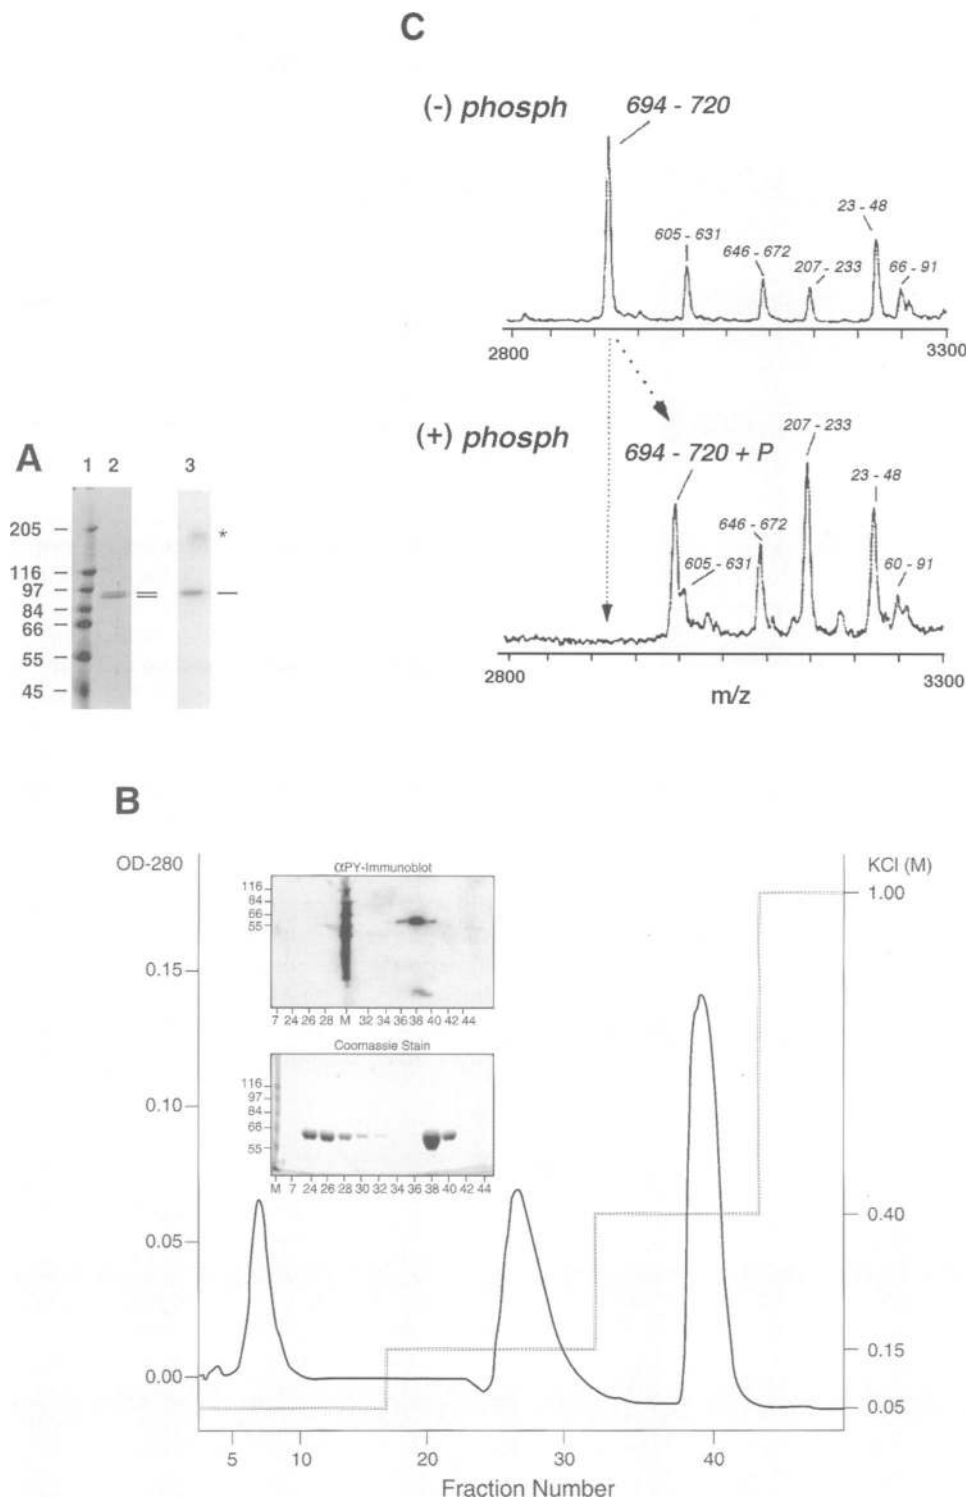 C
(-) phosph
694 - 720
605 - 631
646 - 672
207 - 233
23 - 48
66 - 91
2800
3300
(+) phosph
694 - 720 + P
605 - 631
646 - 672
207 - 233
23 - 48
60 - 91
2800
3300
m/z
A
1 2 3
205
*
116
97
84
66
55
45
B
OD-280
KCl (M)
αPY-Immunoblot
116
84
66
55
7 24 26 28 M 32 34 36 38 40 42 44
Coomassie Stain
116
97
84
66
55
M 7 24 26 28 30 32 34 36 38 40 42 44
0.15
0.10
0.05
0.00
1.00
0.40
0.15
0.05
5 10 20 30 40
Fraction Number